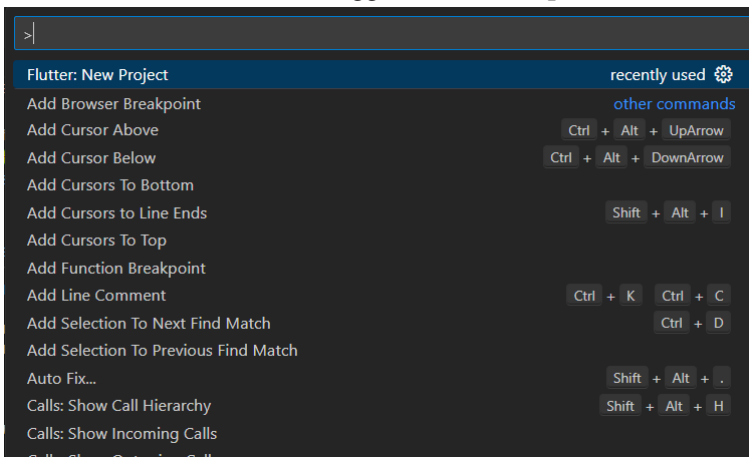 >
Flutter: New Project recently used
Add Browser Breakpoint other commands
Add Cursor Above Ctrl + Alt + UpArrow
Add Cursor Below Ctrl + Alt + DownArrow
Add Cursors To Bottom
Add Cursors to Line Ends Shift + Alt + I
Add Cursors To Top
Add Function Breakpoint
Add Line Comment Ctrl + K Ctrl + C
Add Selection To Next Find Match Ctrl + D
Add Selection To Previous Find Match
Auto Fix... Shift + Alt + .
Calls: Show Call Hierarchy Shift + Alt + H
Calls: Show Incoming Calls